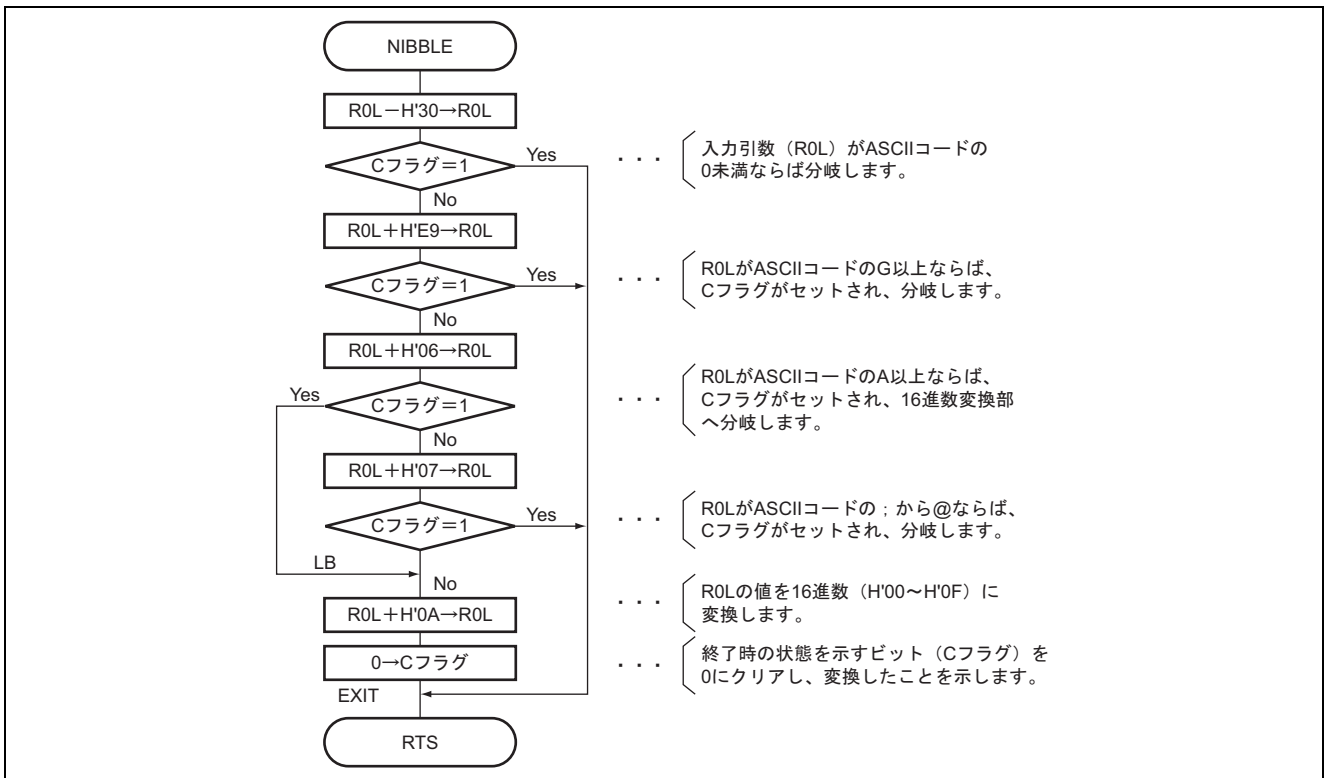 NIBBLE
R0L－H'30→R0L
Cフラグ＝1
Yes
・・・
入力引数（R0L）がASCIIコードの
0未満ならば分岐します。
No
R0L＋H'E9→R0L
Cフラグ＝1
Yes
・・・
R0LがASCIIコードのG以上ならば、
Cフラグがセットされ、分岐します。
No
R0L＋H'06→R0L
Yes
Cフラグ＝1
・・・
R0LがASCIIコードのA以上ならば、
Cフラグがセットされ、16進数変換部
へ分岐します。
No
R0L＋H'07→R0L
Cフラグ＝1
Yes
・・・
R0LがASCIIコードの；から@ならば、
Cフラグがセットされ、分岐します。
LB
No
R0L＋H'0A→R0L
・・・
R0Lの値を16進数（H'00～H'0F）に
変換します。
0→Cフラグ
・・・
終了時の状態を示すビット（Cフラグ）を
0にクリアし、変換したことを示します。
EXIT
RTS